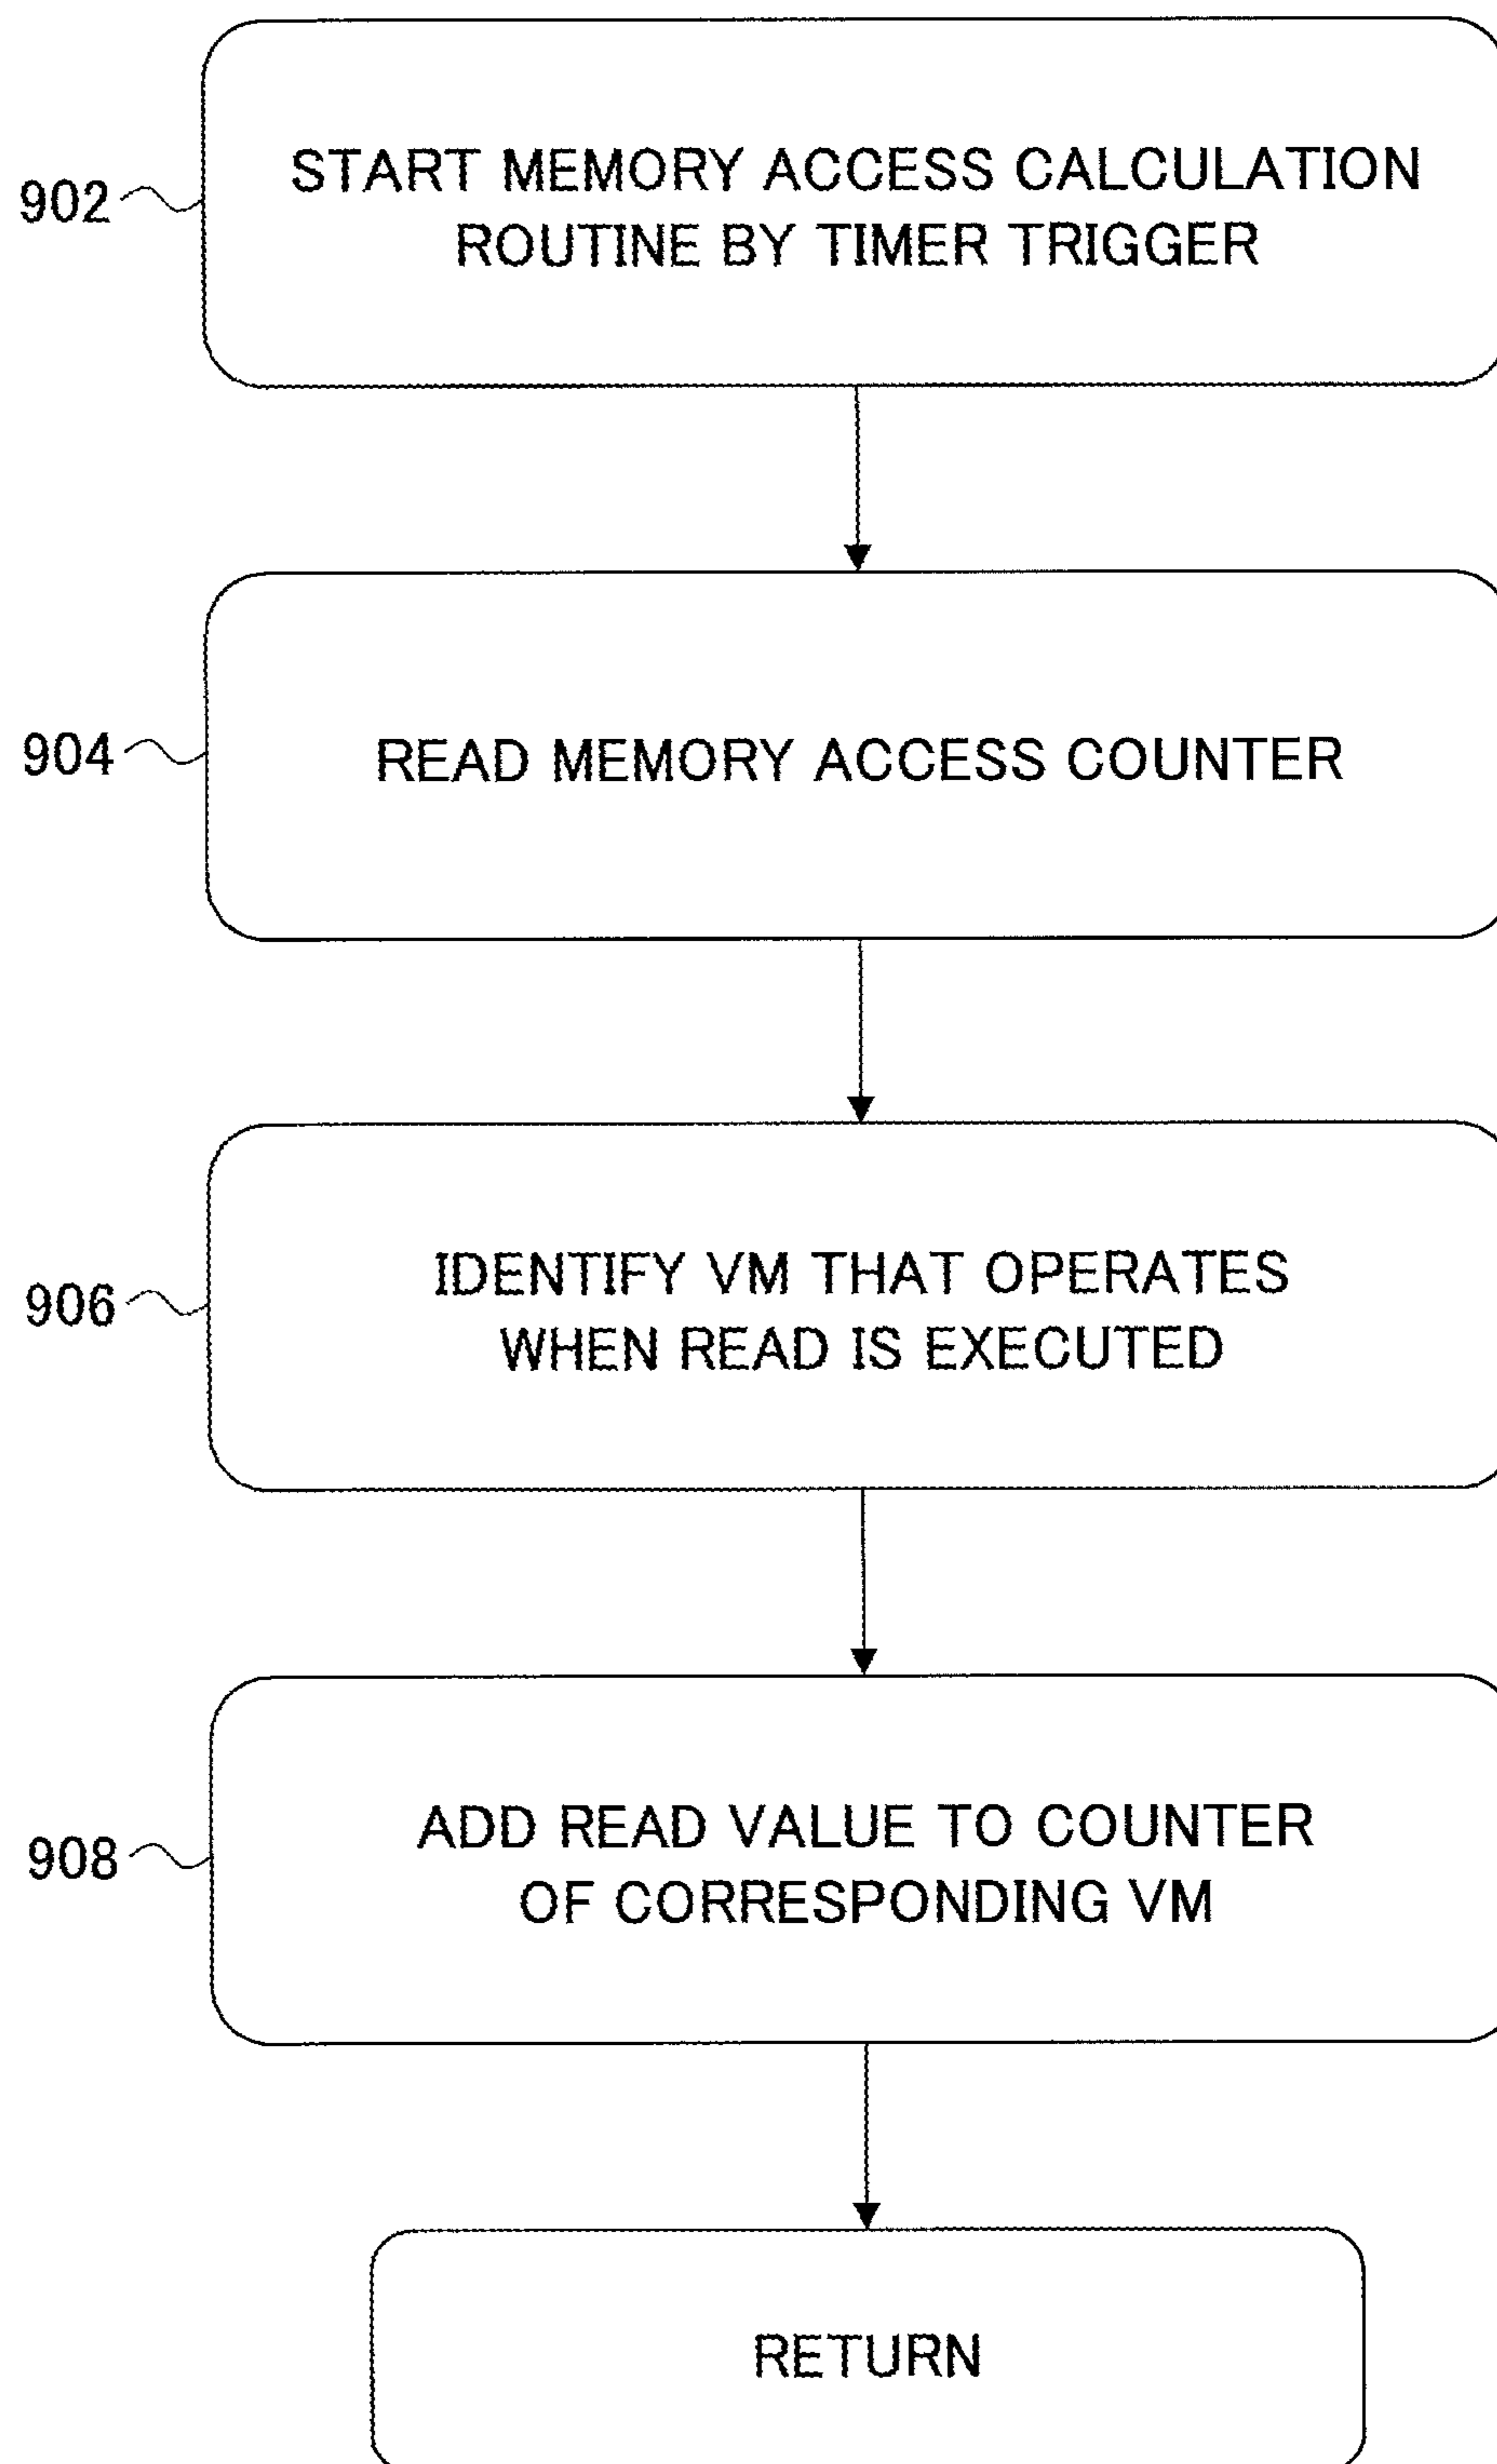 902
START MEMORY ACCESS CALCULATION
ROUTINE BY TIMER TRIGGER
904
READ MEMORY ACCESS COUNTER
906
IDENTIFY VM THAT OPERATES
WHEN READ IS EXECUTED
908
ADD READ VALUE TO COUNTER
OF CORRESPONDING VM
RETURN